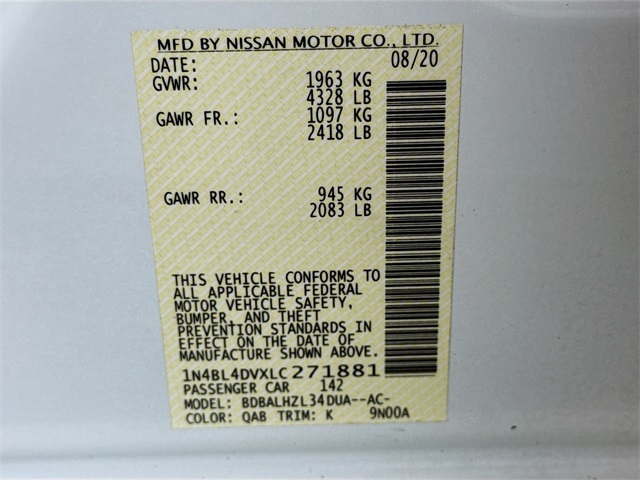 MFD BY NISSAN MOTOR CO., LTD.
DATE: 08/20
GVWR: 1963 KG
4328 LB
GAWR FR.: 1097 KG
2418 LB
GAWR RR.: 945 KG
2083 LB
THIS VEHICLE CONFORMS TO
ALL APPLICABLE FEDERAL
MOTOR VEHICLE SAFETY,
BUMPER, AND THEFT
PREVENTION STANDARDS IN
EFFECT ON THE DATE OF
MANUFACTURE SHOWN ABOVE.
1N4BL4DVXLC271881
PASSENGER CAR 142
MODEL: BDBALHZL34DUA--AC-
COLOR: QAB TRIM: K 9N00A